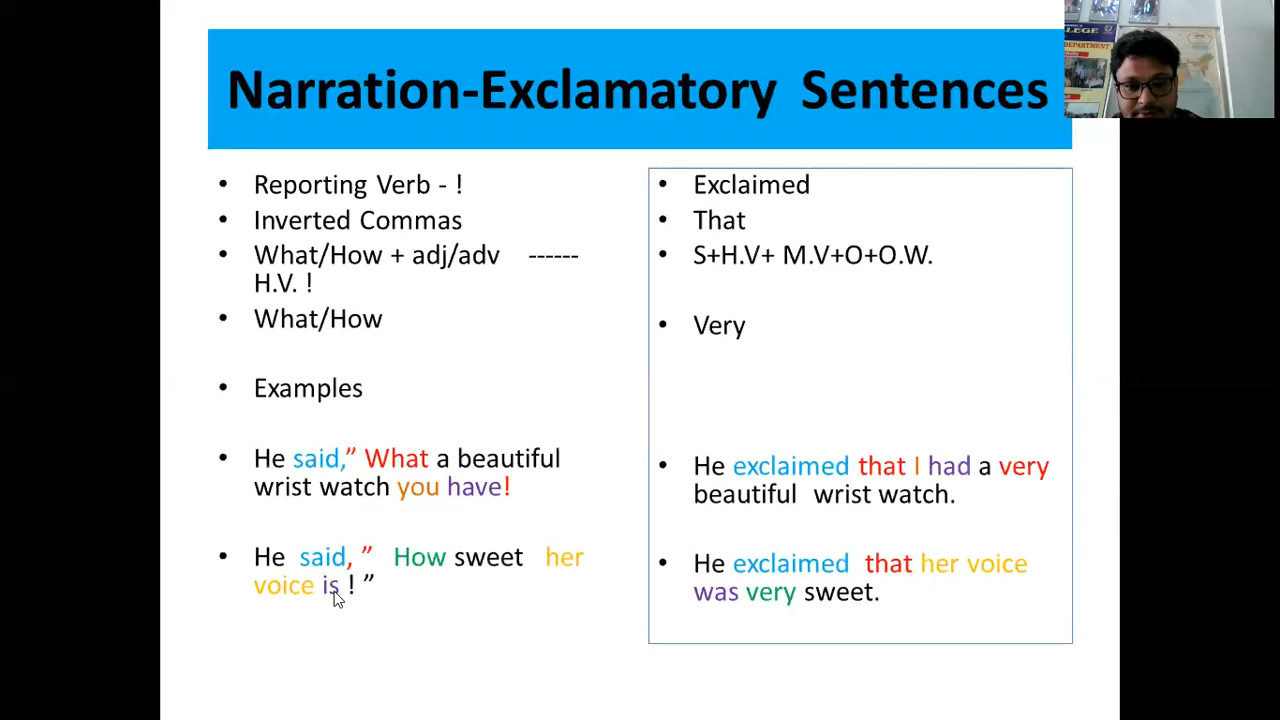 Narration-Exclamatory Sentences
• Reporting Verb - !
• Inverted Commas
• What/How + adj/adv ------
H.V. !
• What/How
• Examples
• He said,” What a beautiful
wrist watch you have!
• He said, ” How sweet her
voice is ! ”
• Exclaimed
• That
• S+H.V+ M.V+O+O.W.
• Very
• He exclaimed that I had a very
beautiful wrist watch.
• He exclaimed that her voice
was very sweet.
LLEGE
DEPARTMENT